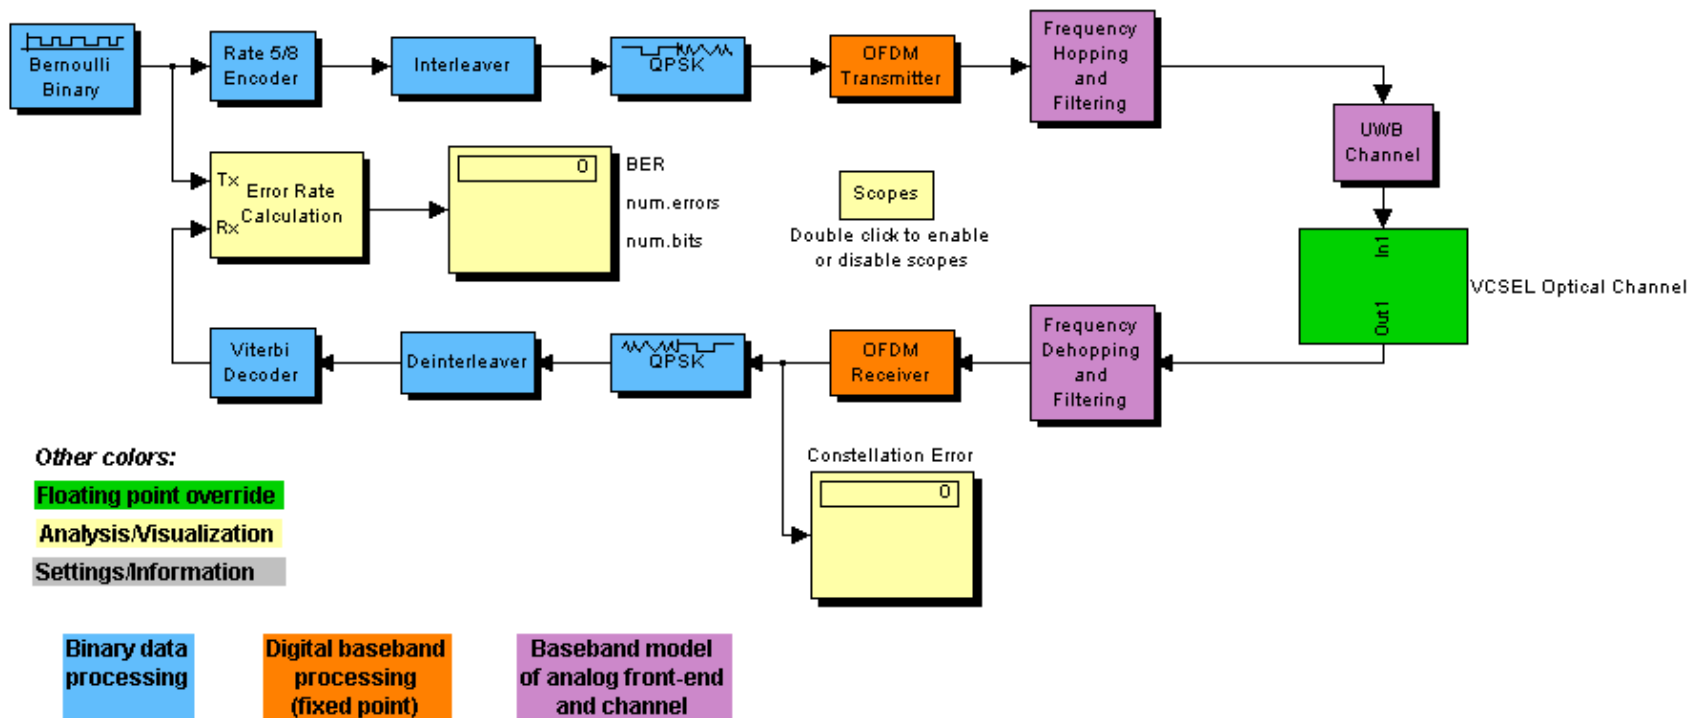 Bernoulli
Binary
Rate 5/8
Encoder
Interleaver
QPSK
OFDM
Transmitter
Frequency
Hopping
and
Filtering
UWB
Channel
Tx
Rx
Error Rate
Calculation
0
BER
num.errors
num.bits
Scopes
Double click to enable
or disable scopes
In1
Out1
VCSEL Optical Channel
Viterbi
Decoder
Deinterleaver
QPSK
OFDM
Receiver
Frequency
Dehopping
and
Filtering
Constellation Error
0
Other colors:
Floating point override
Analysis/Visualization
Settings/Information
Binary data
processing
Digital baseband
processing
(fixed point)
Baseband model
of analog front-end
and channel